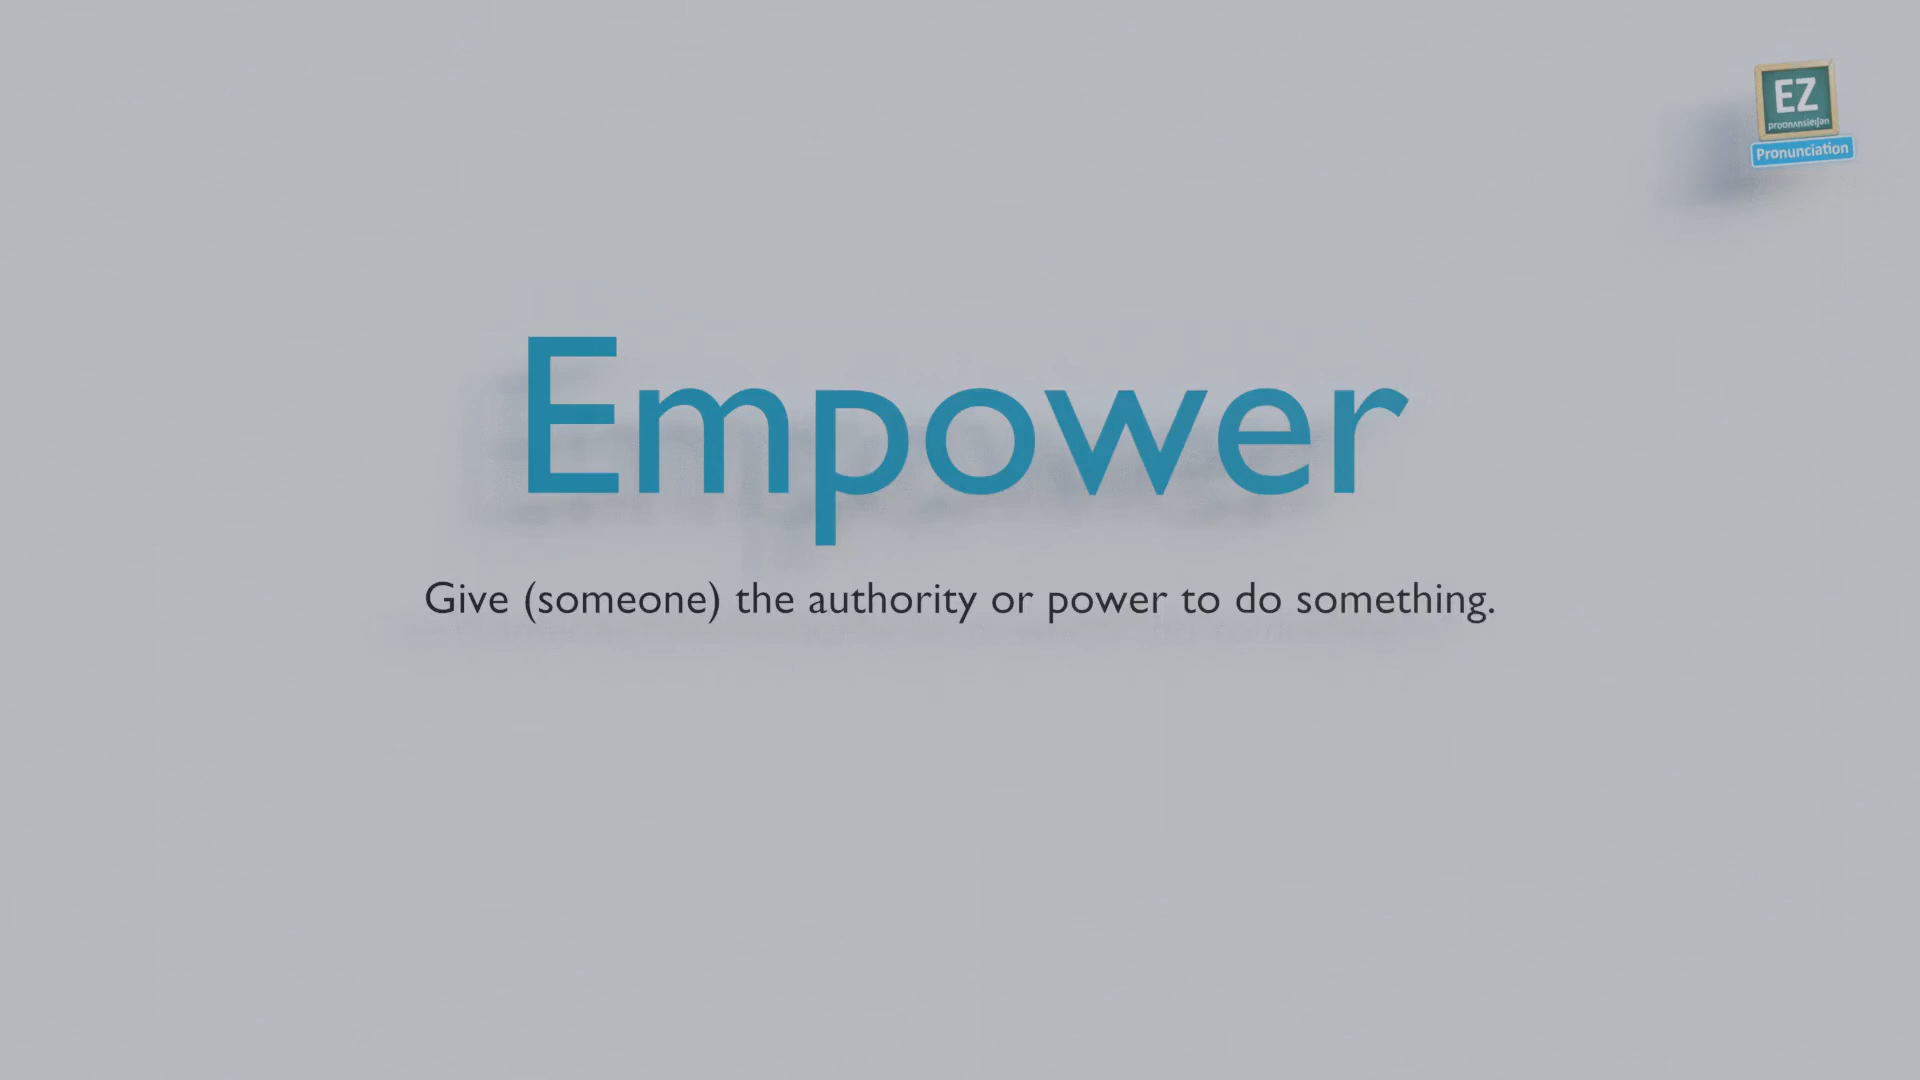 EZ
Pronunciation
Empower
Give (someone) the authority or power to do something.